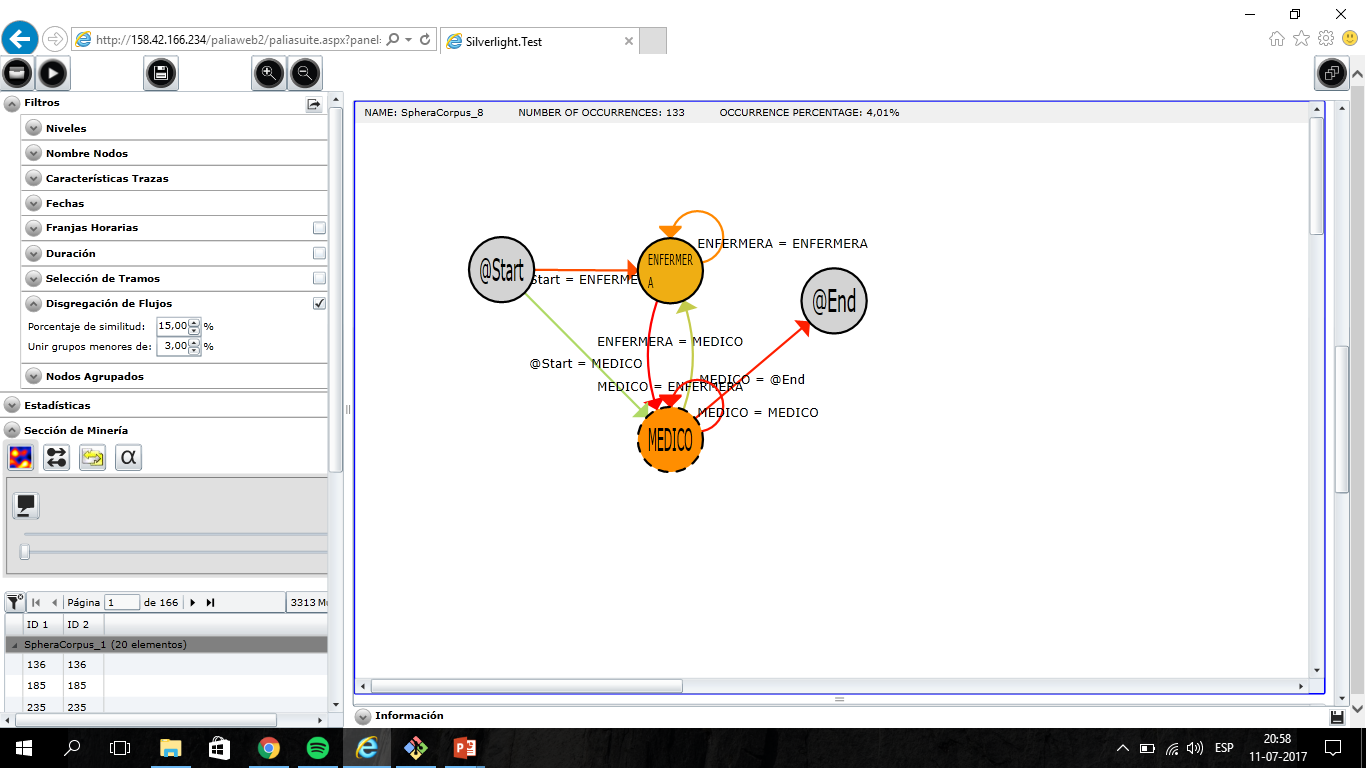 http://158.42.166.234/paliaweb2/paliasuite.aspx?panel:
Silverlight.Test
Filtros
Niveles
Nombre Nodos
Características Trazas
Fechas
Franjas Horarias
Duración
Selección de Tramos
Disgregación de Flujos
Porcentaje de similitud: 15,00 %
Unir grupos menores de: 3,00 %
Nodos Agrupados
Estadísticas
Sección de Minería
α
Página 1 de 166
3313 Mu
ID 1 ID 2
SpheraCorpus_1 (20 elementos)
136 136
185 185
235 235
NAME: SpheraCorpus_8 NUMBER OF OCCURRENCES: 133 OCCURRENCE PERCENTAGE: 4,01%
ENFERMERA = ENFERMERA
@Start
ENFERMER
A
Start = ENFERME
@End
ENFERMERA = MEDICO
@Start = MEDICO
MEDICO = @End
MEDICO = ENFERMERA
MEDICO = MEDICO
MEDICO
Información
ESP
20:58
11-07-2017